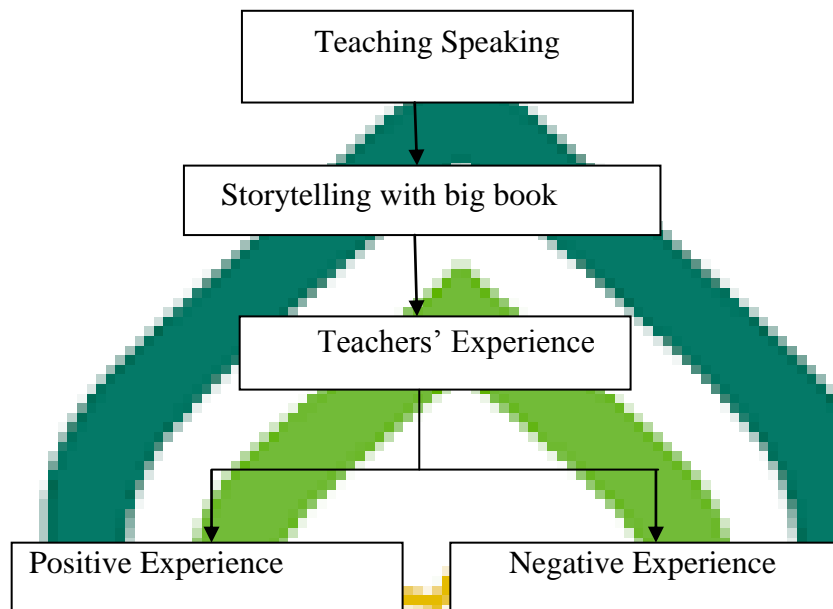 Teaching Speaking
Storytelling with big book
Teachers’ Experience
Positive Experience
Negative Experience